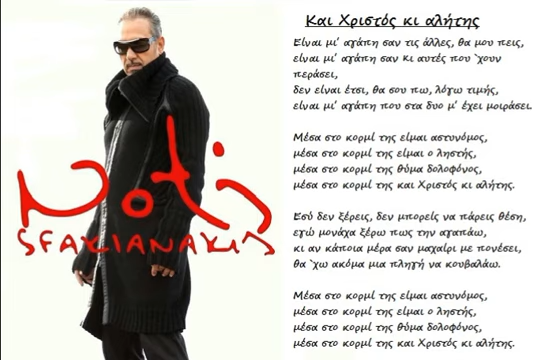 Noti
SFAKIANAKIS
Και Χριστός κι αλήτης
Είναι μι' αγάπη σαν τις άλλες, θα μου πεις,
είναι μι' αγάπη σαν κι αυτές που `χουν
περάσει,
δεν είναι έτσι, θα σου πω, λόγω τιμής,
είναι μι' αγάπη που στα δυο μ' έχει μοιράσει.
Μέσα στο κορμί της είμαι αστυνόμος,
μέσα στο κορμί της είμαι ο ληστής,
μέσα στο κορμί της θύμα δολοφόνος,
μέσα στο κορμί της και Χριστός κι αλήτης.
Εσύ δεν ξέρεις, δεν μπορείς να πάρεις θέση,
εγώ μονάχα ξέρω πως την αγαπάω,
κι αν κάποια μέρα σαν μαχαίρι με πονέσει,
θα `χω ακόμα μια πληγή να κουβαλάω.
Μέσα στο κορμί της είμαι αστυνόμος,
μέσα στο κορμί της είμαι ο ληστής,
μέσα στο κορμί της θύμα δολοφόνος,
μέσα στο κορμί της και Χριστός κι αλήτης.